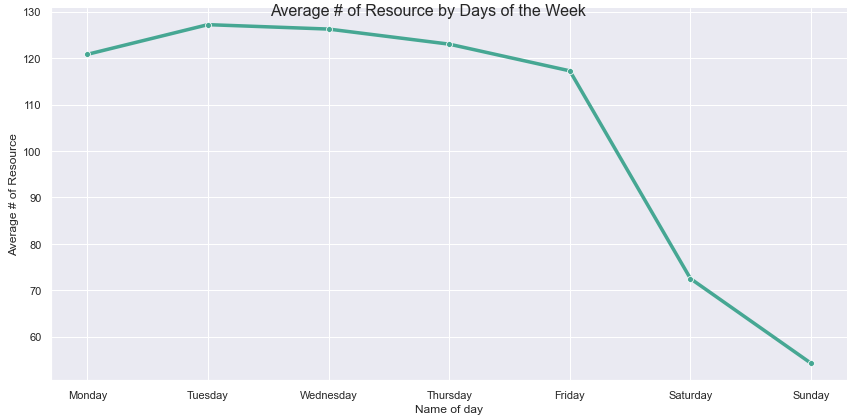 Average # of Resource by Days of the Week
130
120
110
100
90
80
70
60
Average # of Resource
Monday Tuesday Wednesday Thursday Friday Saturday Sunday
Name of day